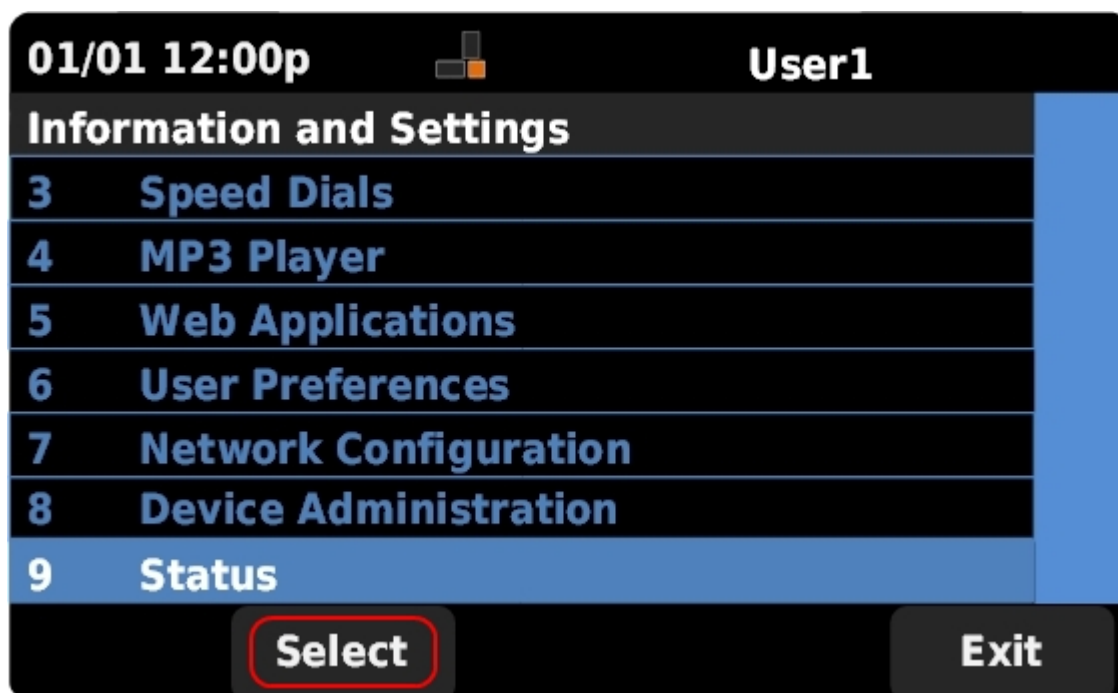 01/01 12:00p User1
Information and Settings
3 Speed Dials
4 MP3 Player
5 Web Applications
6 User Preferences
7 Network Configuration
8 Device Administration
9 Status
Select Exit